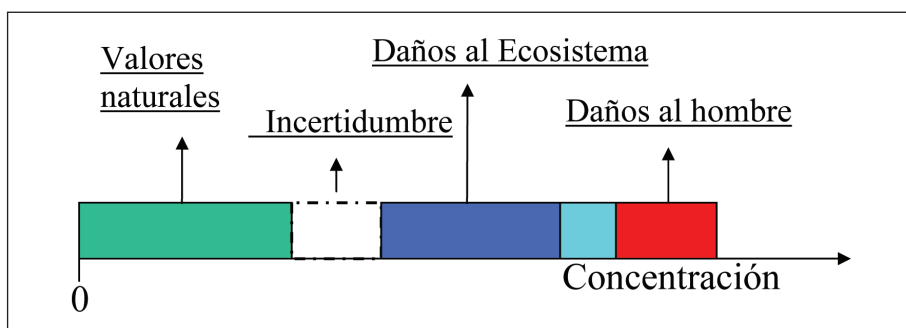 Valores
naturales
Incertidumbre
Daños al Ecosistema
Daños al hombre
0
Concentración